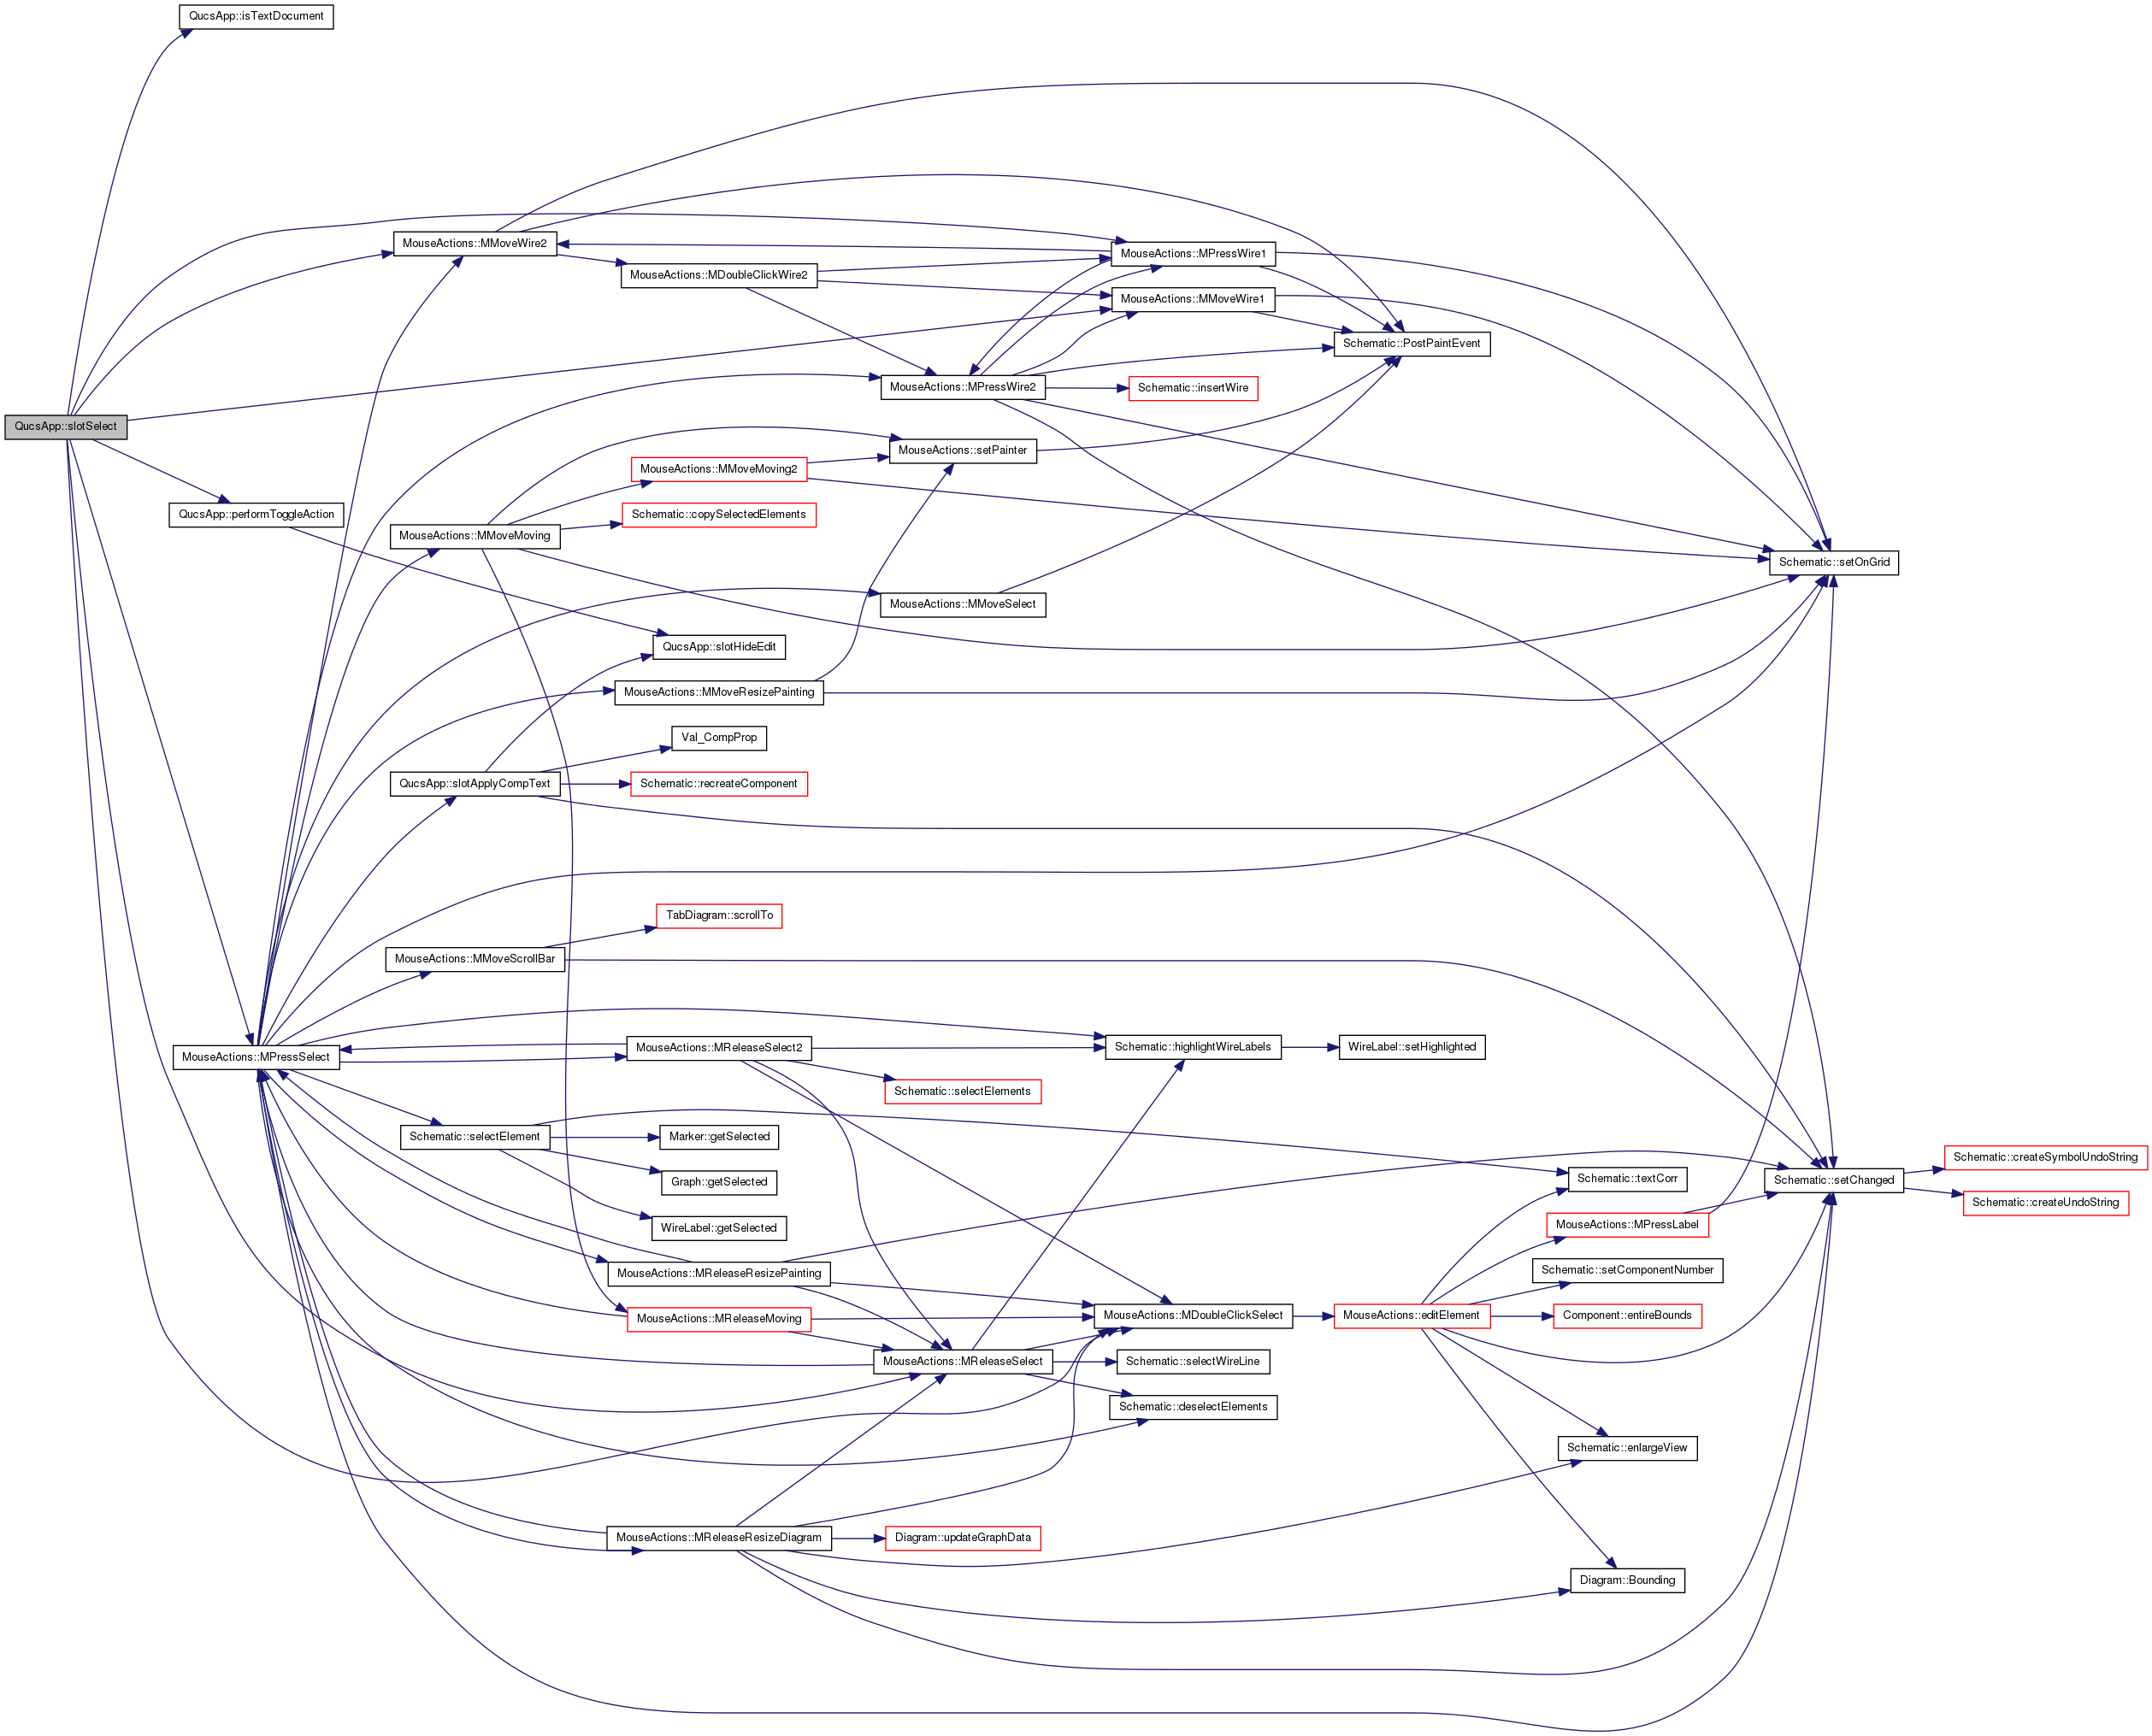 QucsApp::isTextDocument
MouseActions::MMoveWire2
MouseActions::MPressWire1
MouseActions::MDoubleClickWire2
MouseActions::MMoveWire1
Schematic::PostPaintEvent
MouseActions::MPressWire2
Schematic::insertWire
QucsApp::slotSelect
MouseActions::setPainter
MouseActions::MMoveMoving2
QucsApp::performToggleAction
Schematic::copySelectedElements
MouseActions::MMoveMoving
Schematic::setOnGrid
MouseActions::MMoveSelect
QucsApp::slotHideEdit
MouseActions::MMoveResizePainting
Val_CompProp
QucsApp::slotApplyCompText
Schematic::recreateComponent
TabDiagram::scrollTo
MouseActions::MMoveScrollBar
MouseActions::MPressSelect
MouseActions::MReleaseSelect2
Schematic::highlightWireLabels
WireLabel::setHighlighted
Schematic::selectElements
Schematic::selectElement
Marker::getSelected
Schematic::createSymbolUndoString
Graph::getSelected
Schematic::textCorr
Schematic::setChanged
Schematic::createUndoString
WireLabel::getSelected
MouseActions::MPressLabel
MouseActions::MReleaseResizePainting
Schematic::setComponentNumber
MouseActions::MReleaseMoving
MouseActions::MDoubleClickSelect
MouseActions::editElement
Component::entireBounds
MouseActions::MReleaseSelect
Schematic::selectWireLine
Schematic::deselectElements
Schematic::enlargeView
MouseActions::MReleaseResizeDiagram
Diagram::updateGraphData
Diagram::Bounding